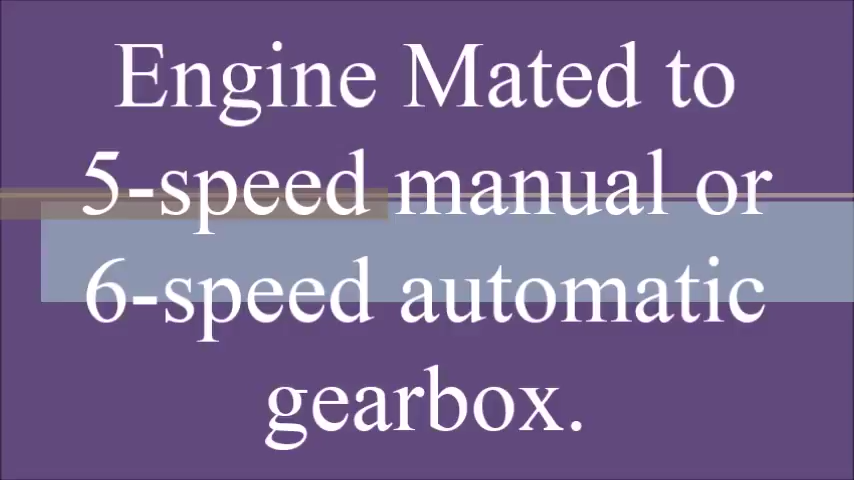 Engine Mated to
5-speed manual or
6-speed automatic
gearbox.